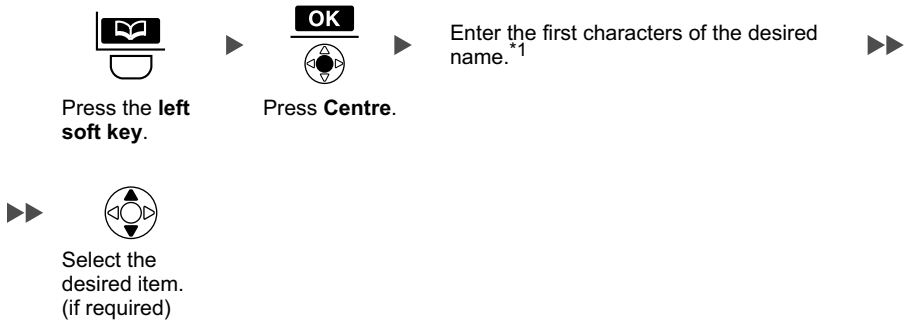 OK
Enter the first characters of the desired
name.*1
Press the left
soft key.
Press Centre.
Select the
desired item.
(if required)